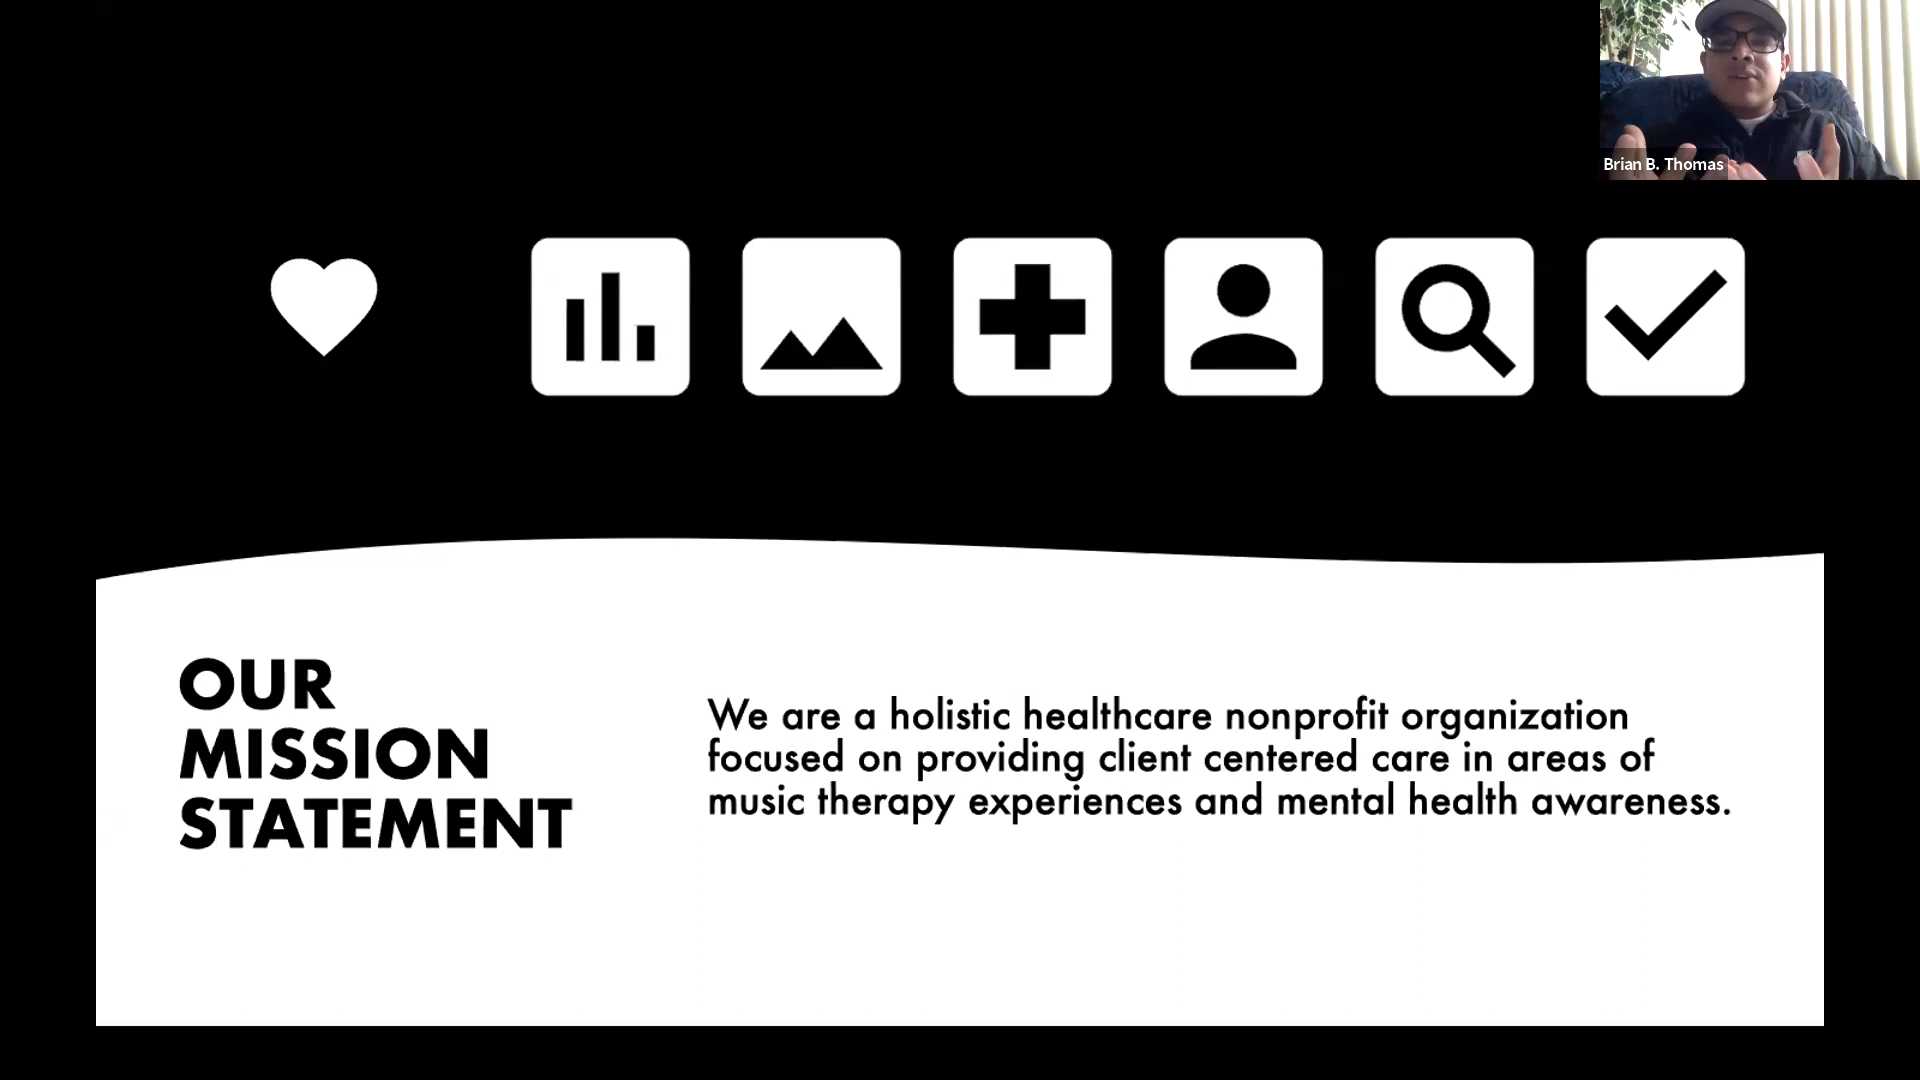 Brian B. Thomas
OUR
MISSION
STATEMENT
We are a holistic healthcare nonprofit organization
focused on providing client centered care in areas of
music therapy experiences and mental health awareness.